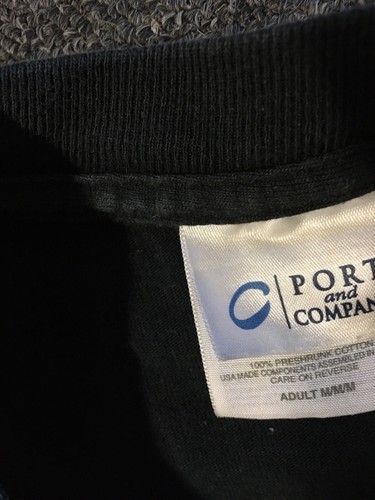 PORT
and
COMPAN
100% PRESHRUNK COTTON
USA MADE COMPONENTS ASSEMBLED IN
CARE ON REVERSE
ADULT M/M/M